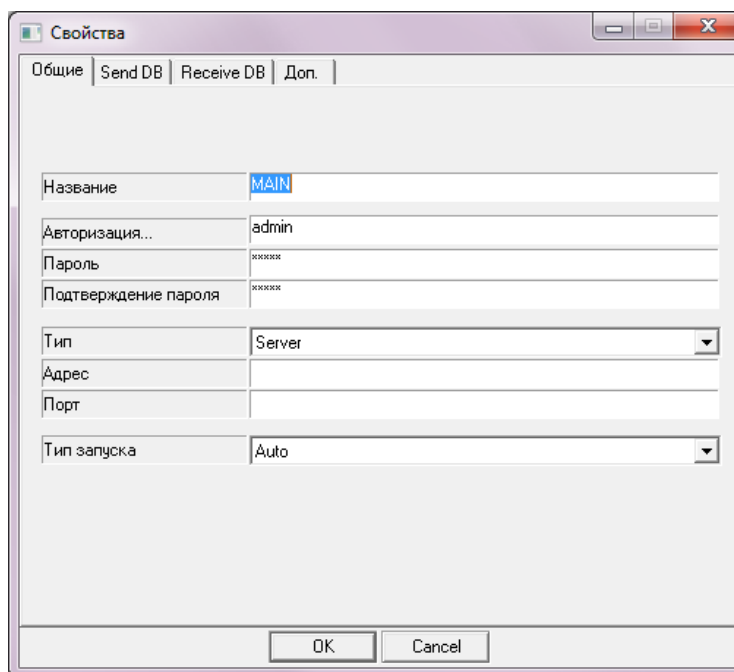 Свойства
Общие Send DB Receive DB Доп.
Название MAIN
Авторизация... admin
Пароль *****
Подтверждение пароля *****
Тип Server
Адрес
Порт
Тип запуска Auto
OK Cancel